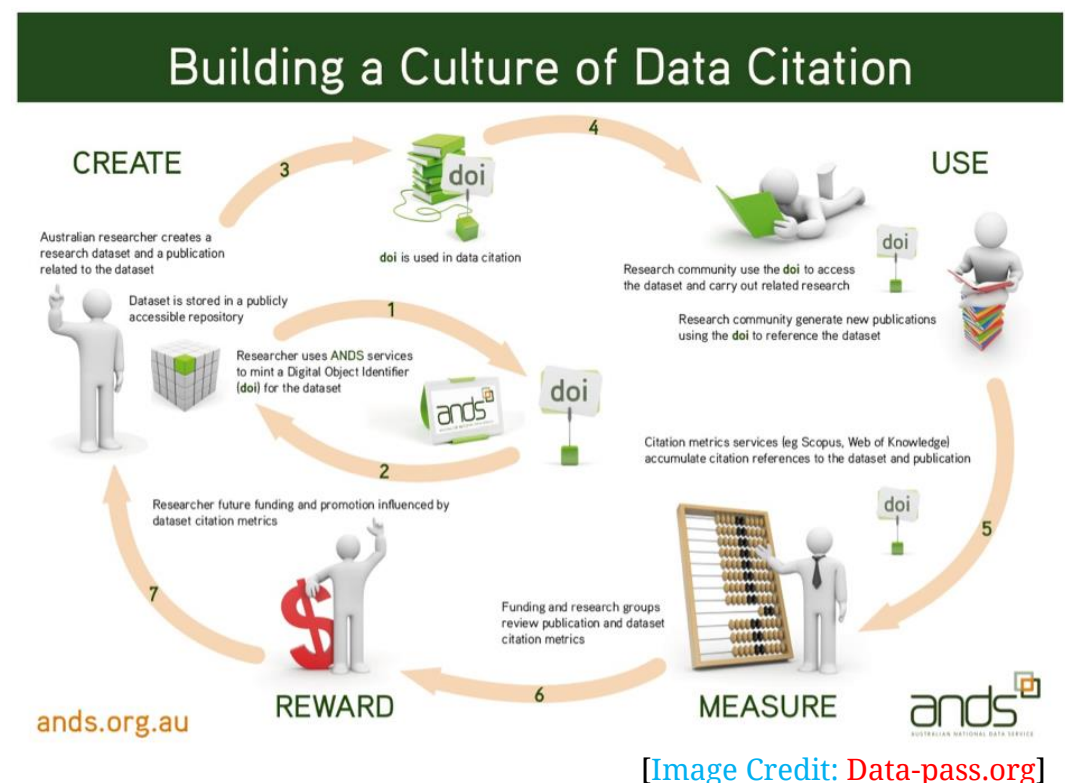 Building a Culture of Data Citation
CREATE
3
4
USE
doi
doi is used in data citation
Australian researcher creates a
research dataset and a publication
related to the dataset
Dataset is stored in a publicly
accessible repository
1
Researcher uses ANDS services
to mint a Digital Object Identifier
(doi) for the dataset
ands
doi
2
doi
Research community use the doi to access
the dataset and carry out related research
Research community generate new publications
using the doi to reference the dataset
Citation metrics services (eg Scopus, Web of Knowledge)
accumulate citation references to the dataset and publication
doi
5
Researcher future funding and promotion influenced by
dataset citation metrics
7
Funding and research groups
review publication and dataset
citation metrics
6
REWARD
MEASURE
ands.org.au
ands
AUSTRALIAN NATIONAL DATA SERVICE
[Image Credit: Data-pass.org]